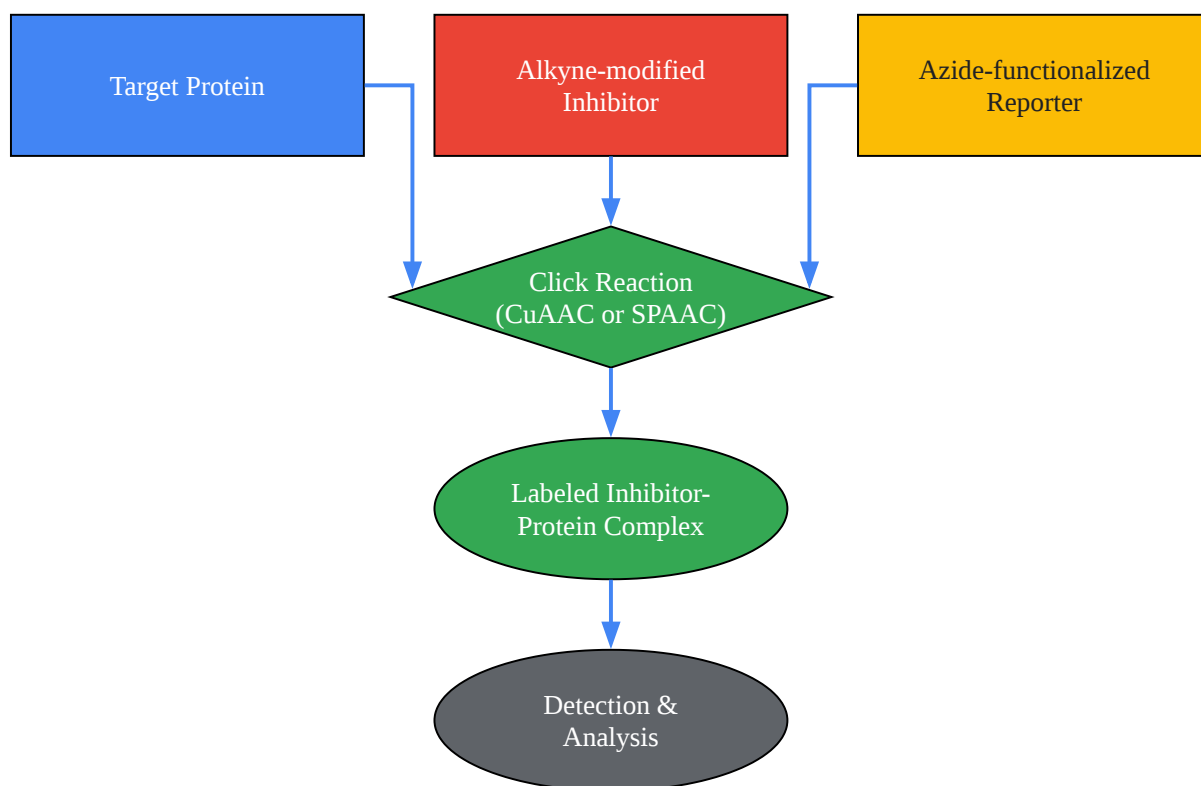 Target Protein
Alkyne-modified
Inhibitor
Azide-functionalized
Reporter
Click Reaction
(CuAAC or SPAAC)
Labeled Inhibitor-
Protein Complex
Detection &
Analysis